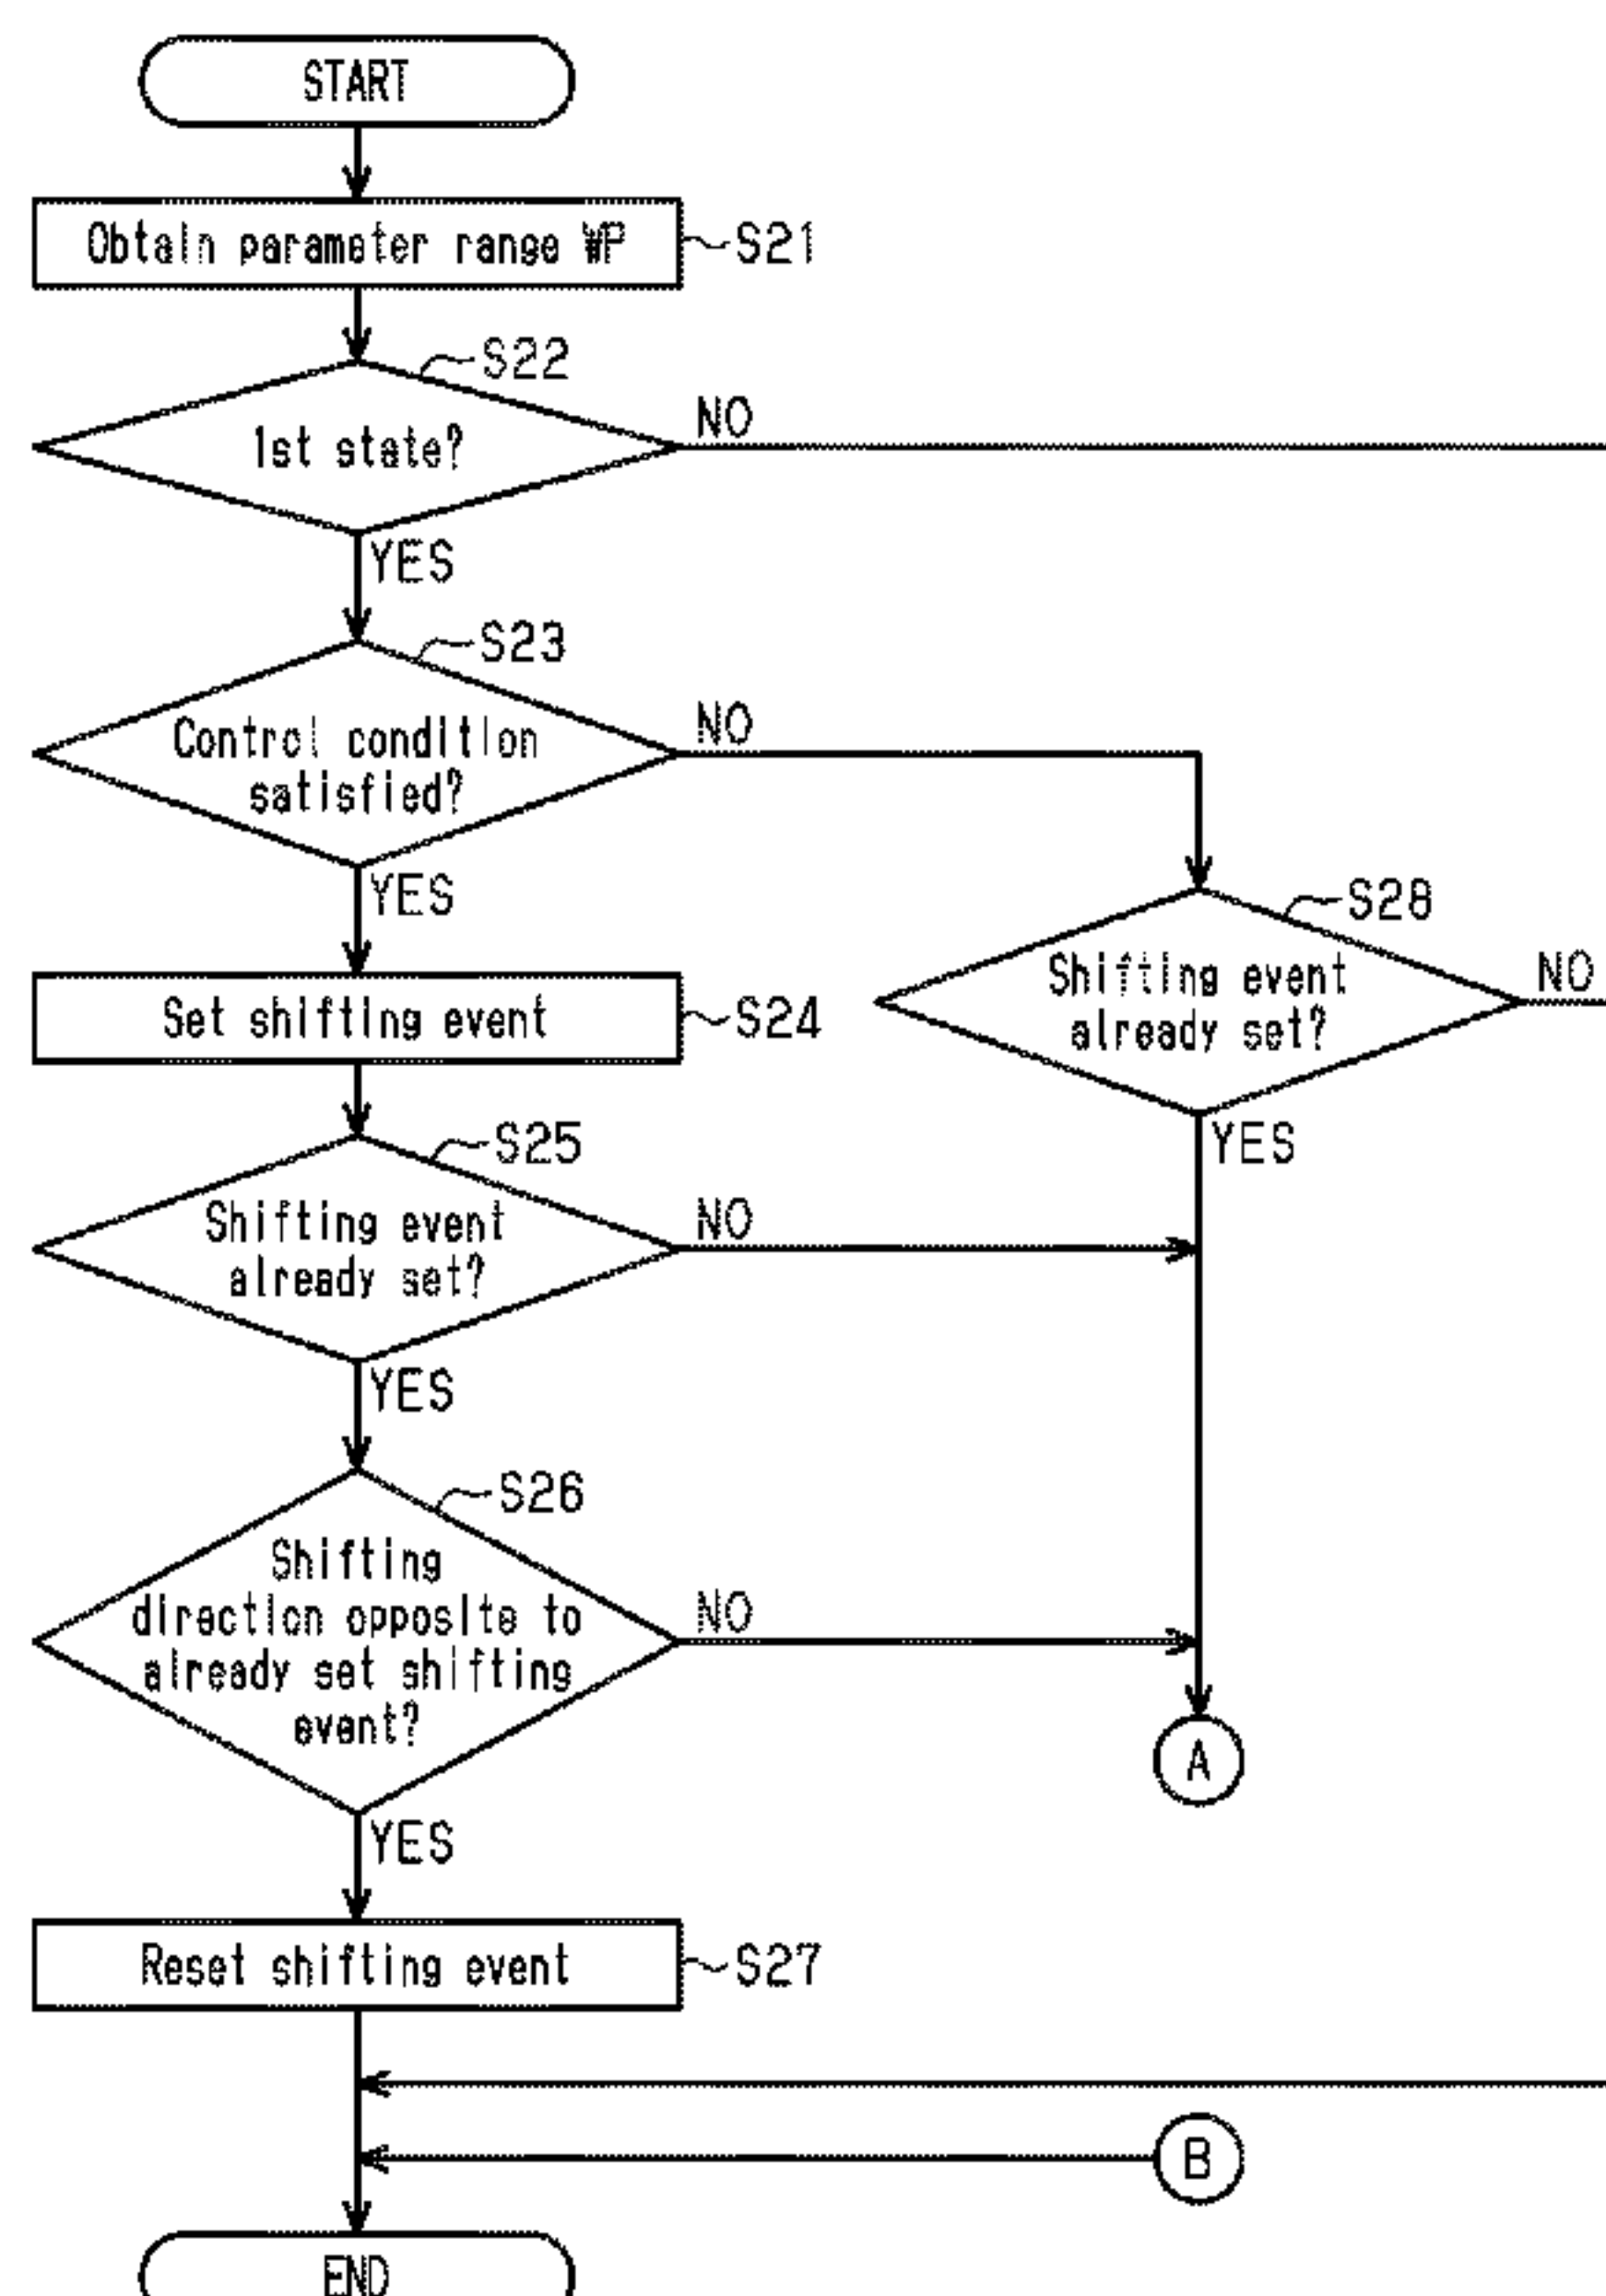 START
Obtain parameter range WP
S21
S22
1st state?
NO
YES
S23
Control condition
satisfied?
NO
YES
S28
Shifting event
already set?
NO
YES
Set shifting event
S24
S25
Shifting event
already set?
NO
YES
S26
Shifting
direction opposite to
already set shifting
event?
NO
YES
A
Reset shifting event
S27
B
END